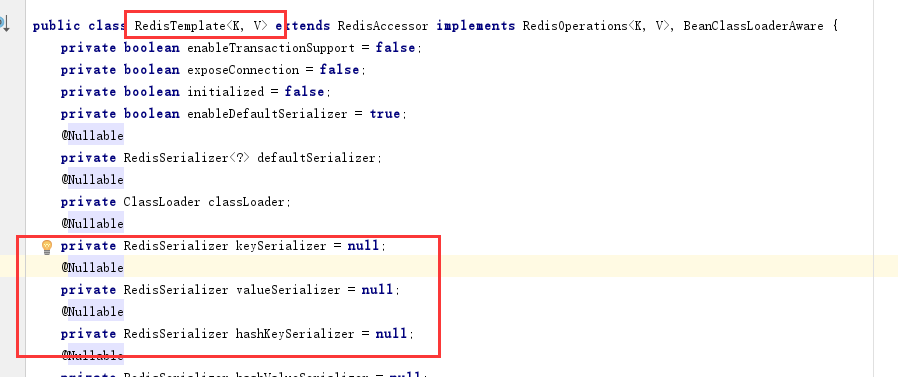 public class RedisTemplate<K, V> extends RedisAccessor implements RedisOperations<K, V>, BeanClassLoaderAware {
private boolean enableTransactionSupport = false;
private boolean exposeConnection = false;
private boolean initialized = false;
private boolean enableDefaultSerializer = true;
@Nullable
private RedisSerializer<?> defaultSerializer;
@Nullable
private ClassLoader classLoader;
@Nullable
private RedisSerializer keySerializer = null;
@Nullable
private RedisSerializer valueSerializer = null;
@Nullable
private RedisSerializer hashKeySerializer = null;
@Nullable
private RedisSerializer hashValueSerializer = null;